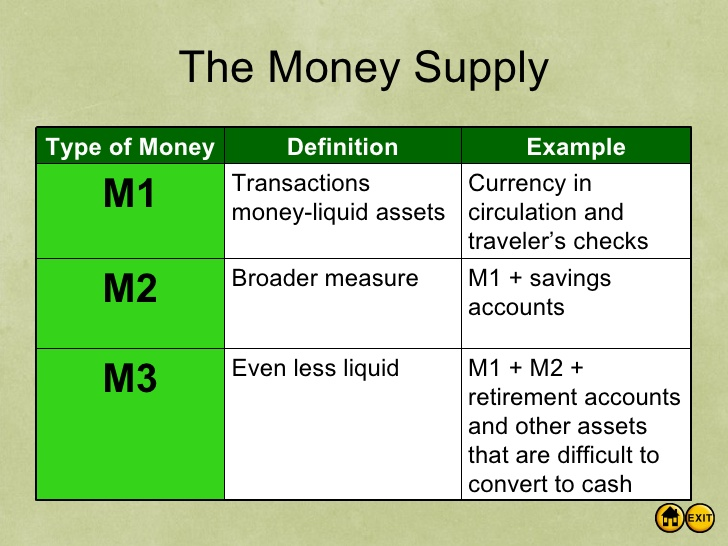 The Money Supply
Type of Money
Definition
Example
M1
Transactions
money-liquid assets
Currency in
circulation and
traveler’s checks
M2
Broader measure
M1 + savings
accounts
M3
Even less liquid
M1 + M2 +
retirement accounts
and other assets
that are difficult to
convert to cash
EXIT